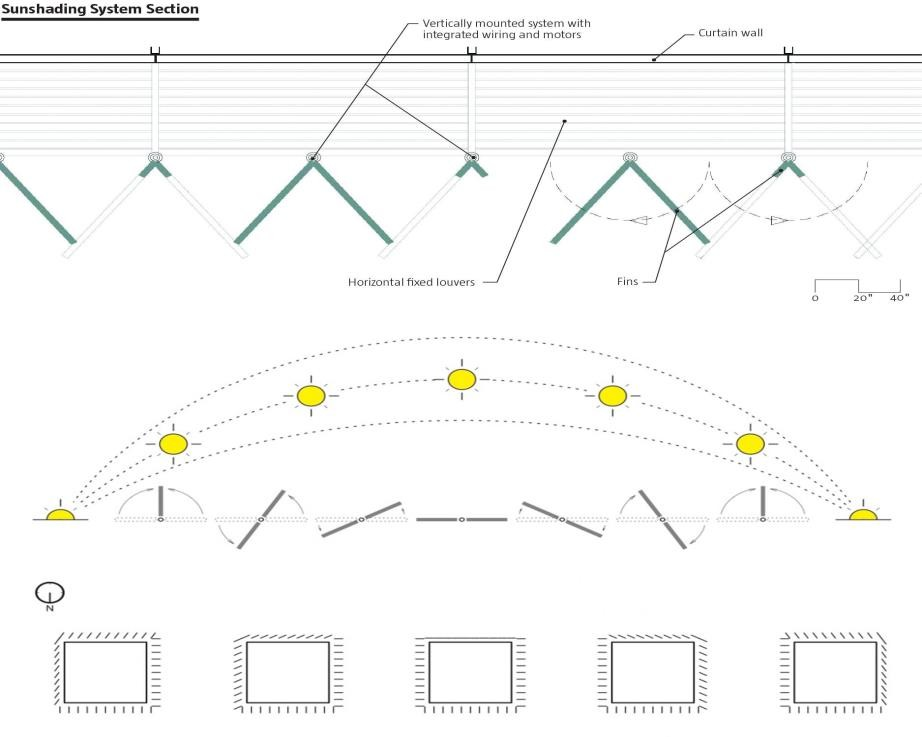 Sunshading System Section
Vertically mounted system with
integrated wiring and motors
Curtain wall
Horizontal fixed louvers
Fins
0 20" 40"
N